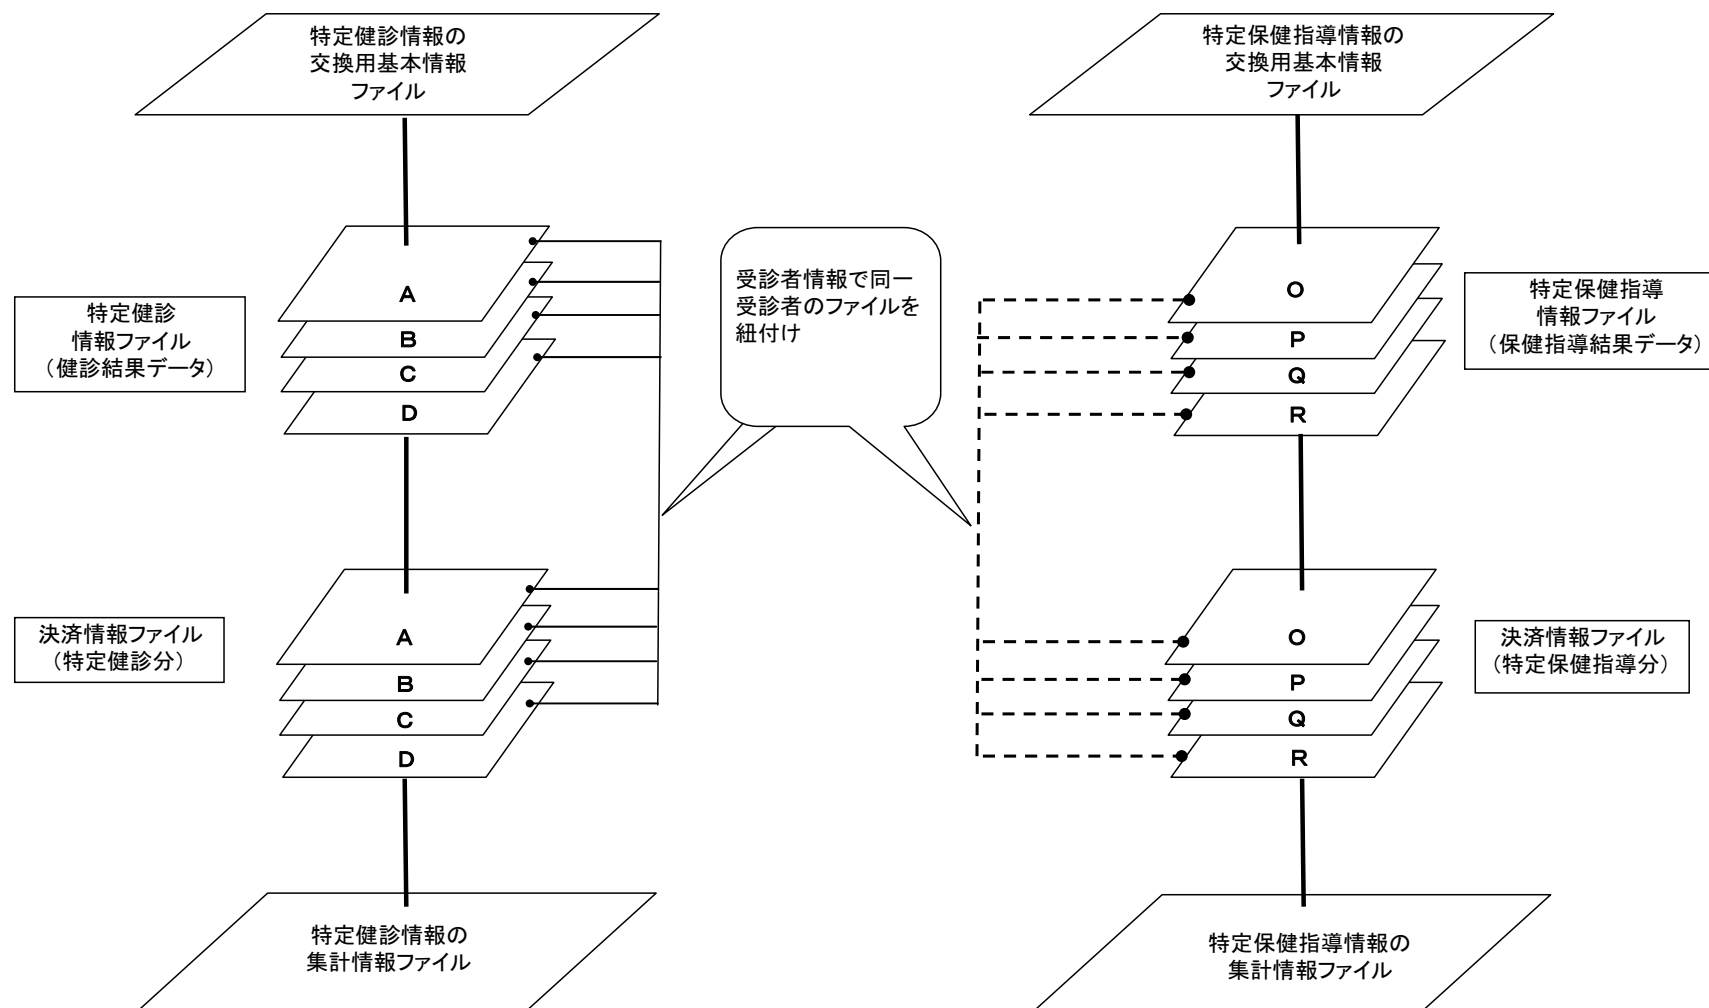 特定健診情報の
交換用基本情報
ファイル
特定保健指導情報の
交換用基本情報
ファイル
特定健診
情報ファイル
（健診結果データ）
A
B
C
D
受診者情報で同一
受診者のファイルを
紐付け
O
P
Q
R
特定保健指導
情報ファイル
（保健指導結果データ）
決済情報ファイル
（特定健診分）
A
B
C
D
O
P
Q
R
決済情報ファイル
（特定保健指導分）
特定健診情報の
集計情報ファイル
特定保健指導情報の
集計情報ファイル